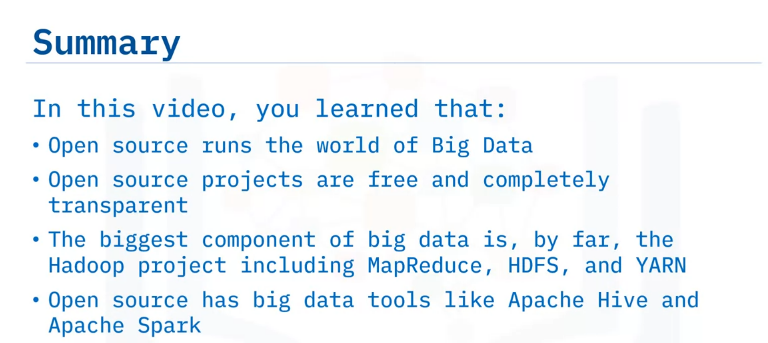 Summary
In this video, you learned that:
• Open source runs the world of Big Data
• Open source projects are free and completely
transparent
• The biggest component of big data is, by far, the
Hadoop project including MapReduce, HDFS, and YARN
• Open source has big data tools like Apache Hive and
Apache Spark